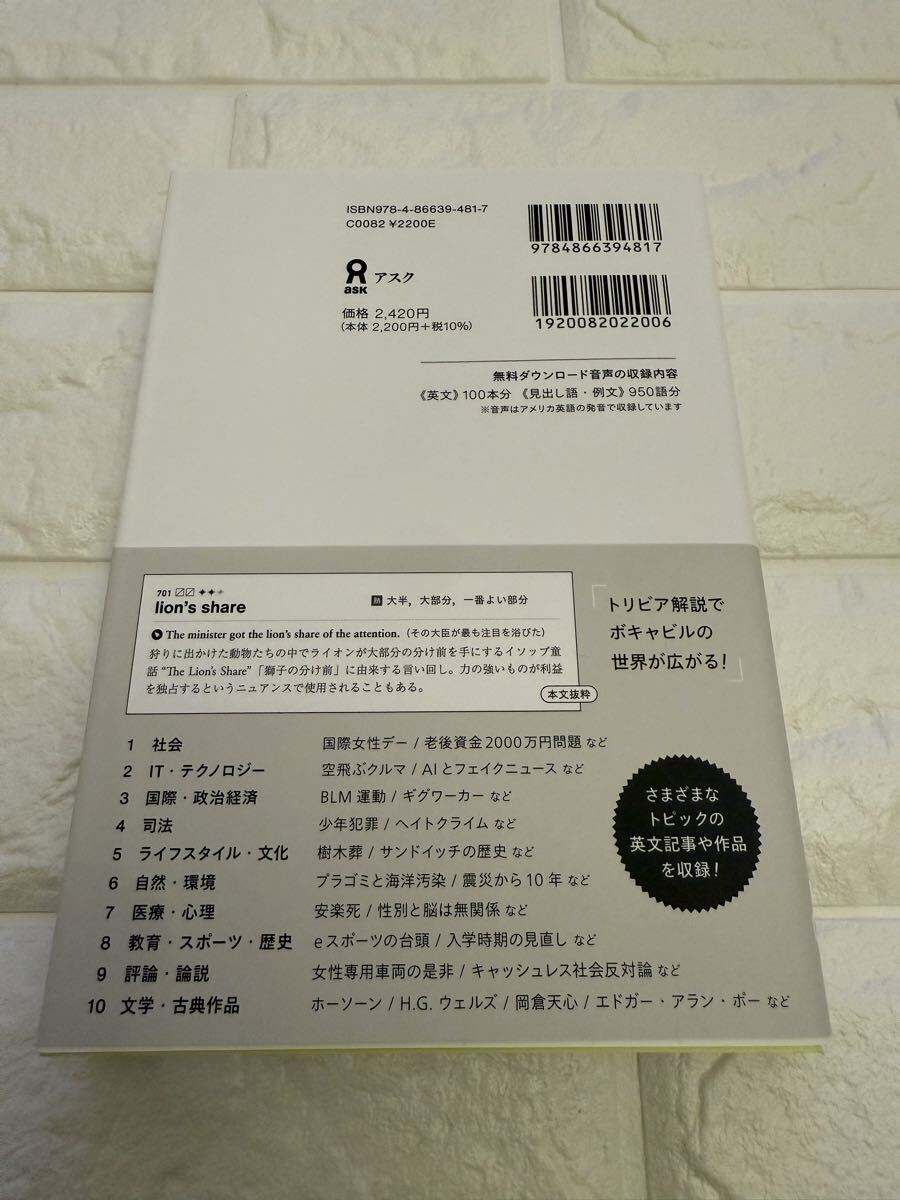 ISBN978-4-86639-481-7
C0082 ¥2200E
9784866394817
ask アスク
1920082022006
価格 2,420円
(本体 2,200円+税10%)
無料ダウンロード音声の収録内容
《英文》100本分 《見出し語・例文》950語分
※音声はアメリカ英語の発音で収録しています
701
lion's share
熟 大半，大部分，一番よい部分
The minister got the lion's share of the attention.（その大臣が最も注目を浴びた）
狩りに出かけた動物たちの中でライオンが大部分の分け前を手にするイソップ童
話 “The Lion's Share”「獅子の分け前」に由来する言い回し。力の強いものが利益
を独占するというニュアンスで使用されることもある。
本文抜粋
「トリビア解説で
ボキャビルの
世界が広がる！」
1 社会 国際女性デー / 老後資金2000万円問題 など
2 IT・テクノロジー 空飛ぶクルマ / AIとフェイクニュース など
3 国際・政治経済 BLM運動 / ギグワーカー など
4 司法 少年犯罪 / ヘイトクライム など
5 ライフスタイル・文化 樹木葬 / サンドイッチの歴史 など
6 自然・環境 プラゴミと海洋汚染 / 震災から10年 など
7 医療・心理 安楽死 / 性別と脳は無関係 など
8 教育・スポーツ・歴史 eスポーツの台頭 / 入学時期の見直し など
9 評論・論説 女性専用車両の是非 / キャッシュレス社会反対論 など
10 文学・古典作品 ホーソーン / H.G. ウェルズ / 岡倉天心 / エドガー・アラン・ポー など
さまざまな
トピックの
英文記事や作品
を収録！